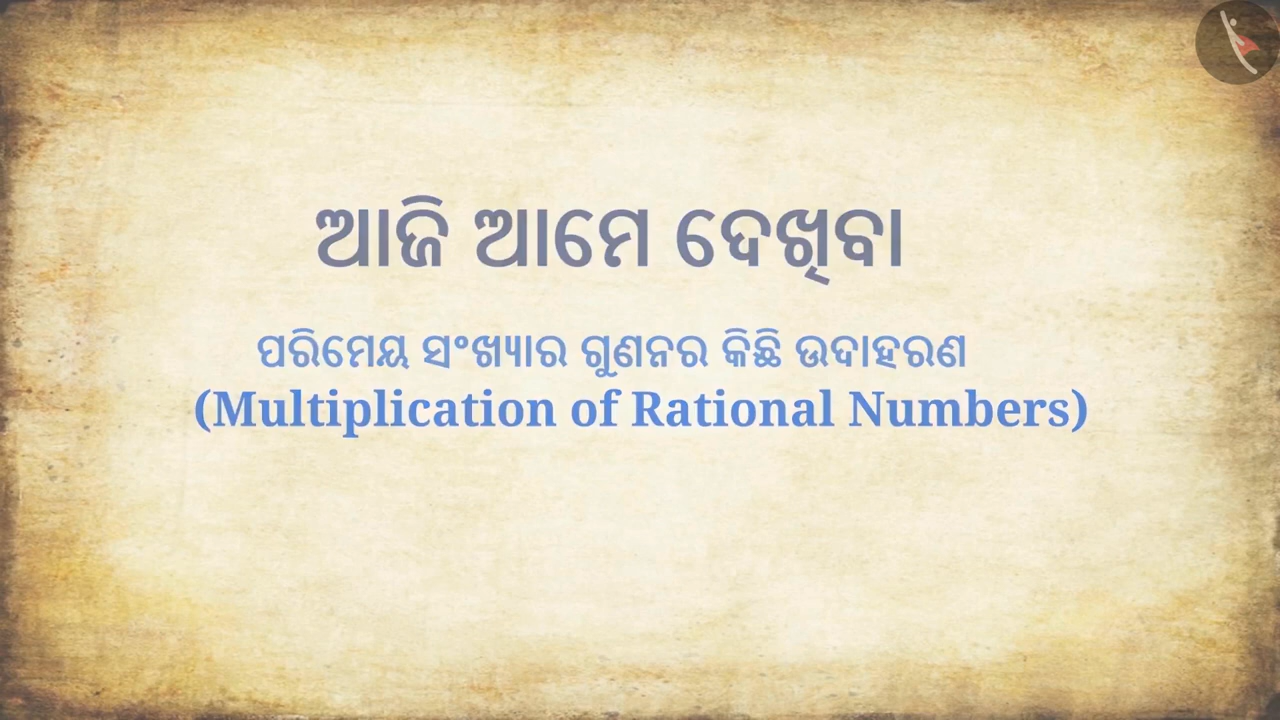 ଆଜି ଆମେ ଦେଖିବା
ପରିମେୟ ସଂଖ୍ୟାର ଗୁଣନର କିଛି ଉଦାହରଣ
(Multiplication of Rational Numbers)